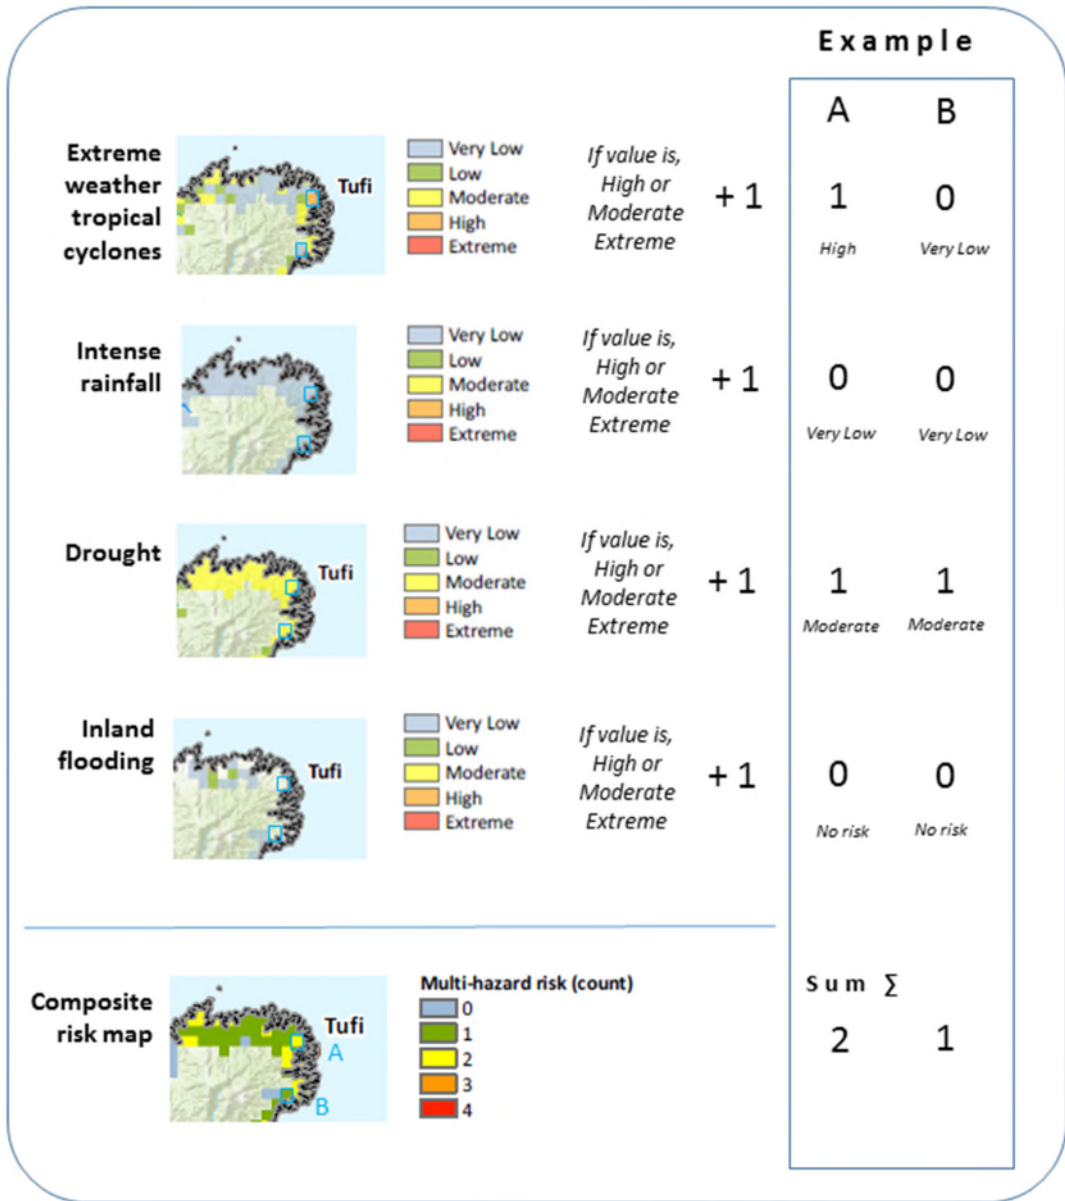 Example
A B
Extreme
weather
tropical
cyclones
Tufi
Very Low
Low
Moderate
High
Extreme
If value is,
High or
Moderate
Extreme
+ 1
1 0
High Very Low
Intense
rainfall
Very Low
Low
Moderate
High
Extreme
If value is,
High or
Moderate
Extreme
+ 1
0 0
Very Low Very Low
Drought
Tufi
Very Low
Low
Moderate
High
Extreme
If value is,
High or
Moderate
Extreme
+ 1
1 1
Moderate Moderate
Inland
flooding
Tufi
Very Low
Low
Moderate
High
Extreme
If value is,
High or
Moderate
Extreme
+ 1
0 0
No risk No risk
Composite
risk map
Tufi
A
B
Multi-hazard risk (count)
0
1
2
3
4
Sum Σ
2 1